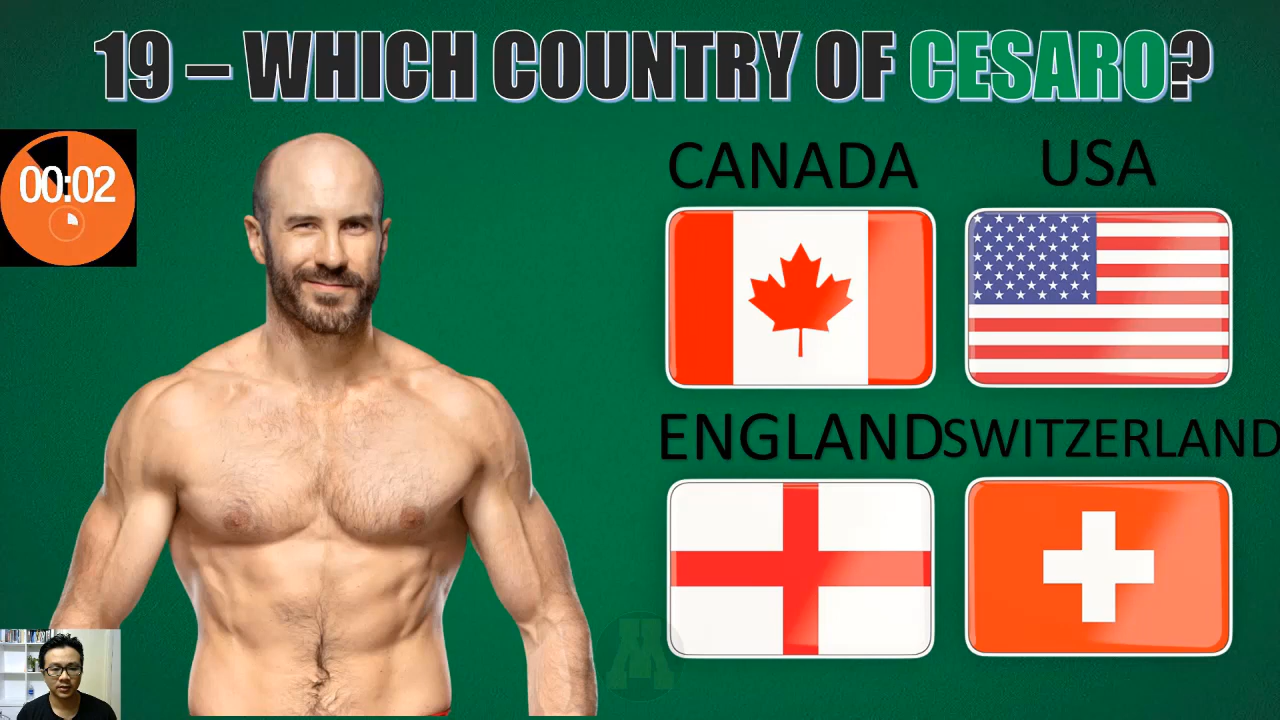 19 – WHICH COUNTRY OF CESARO?
00:02
CANADA
USA
ENGLAND
SWITZERLAND